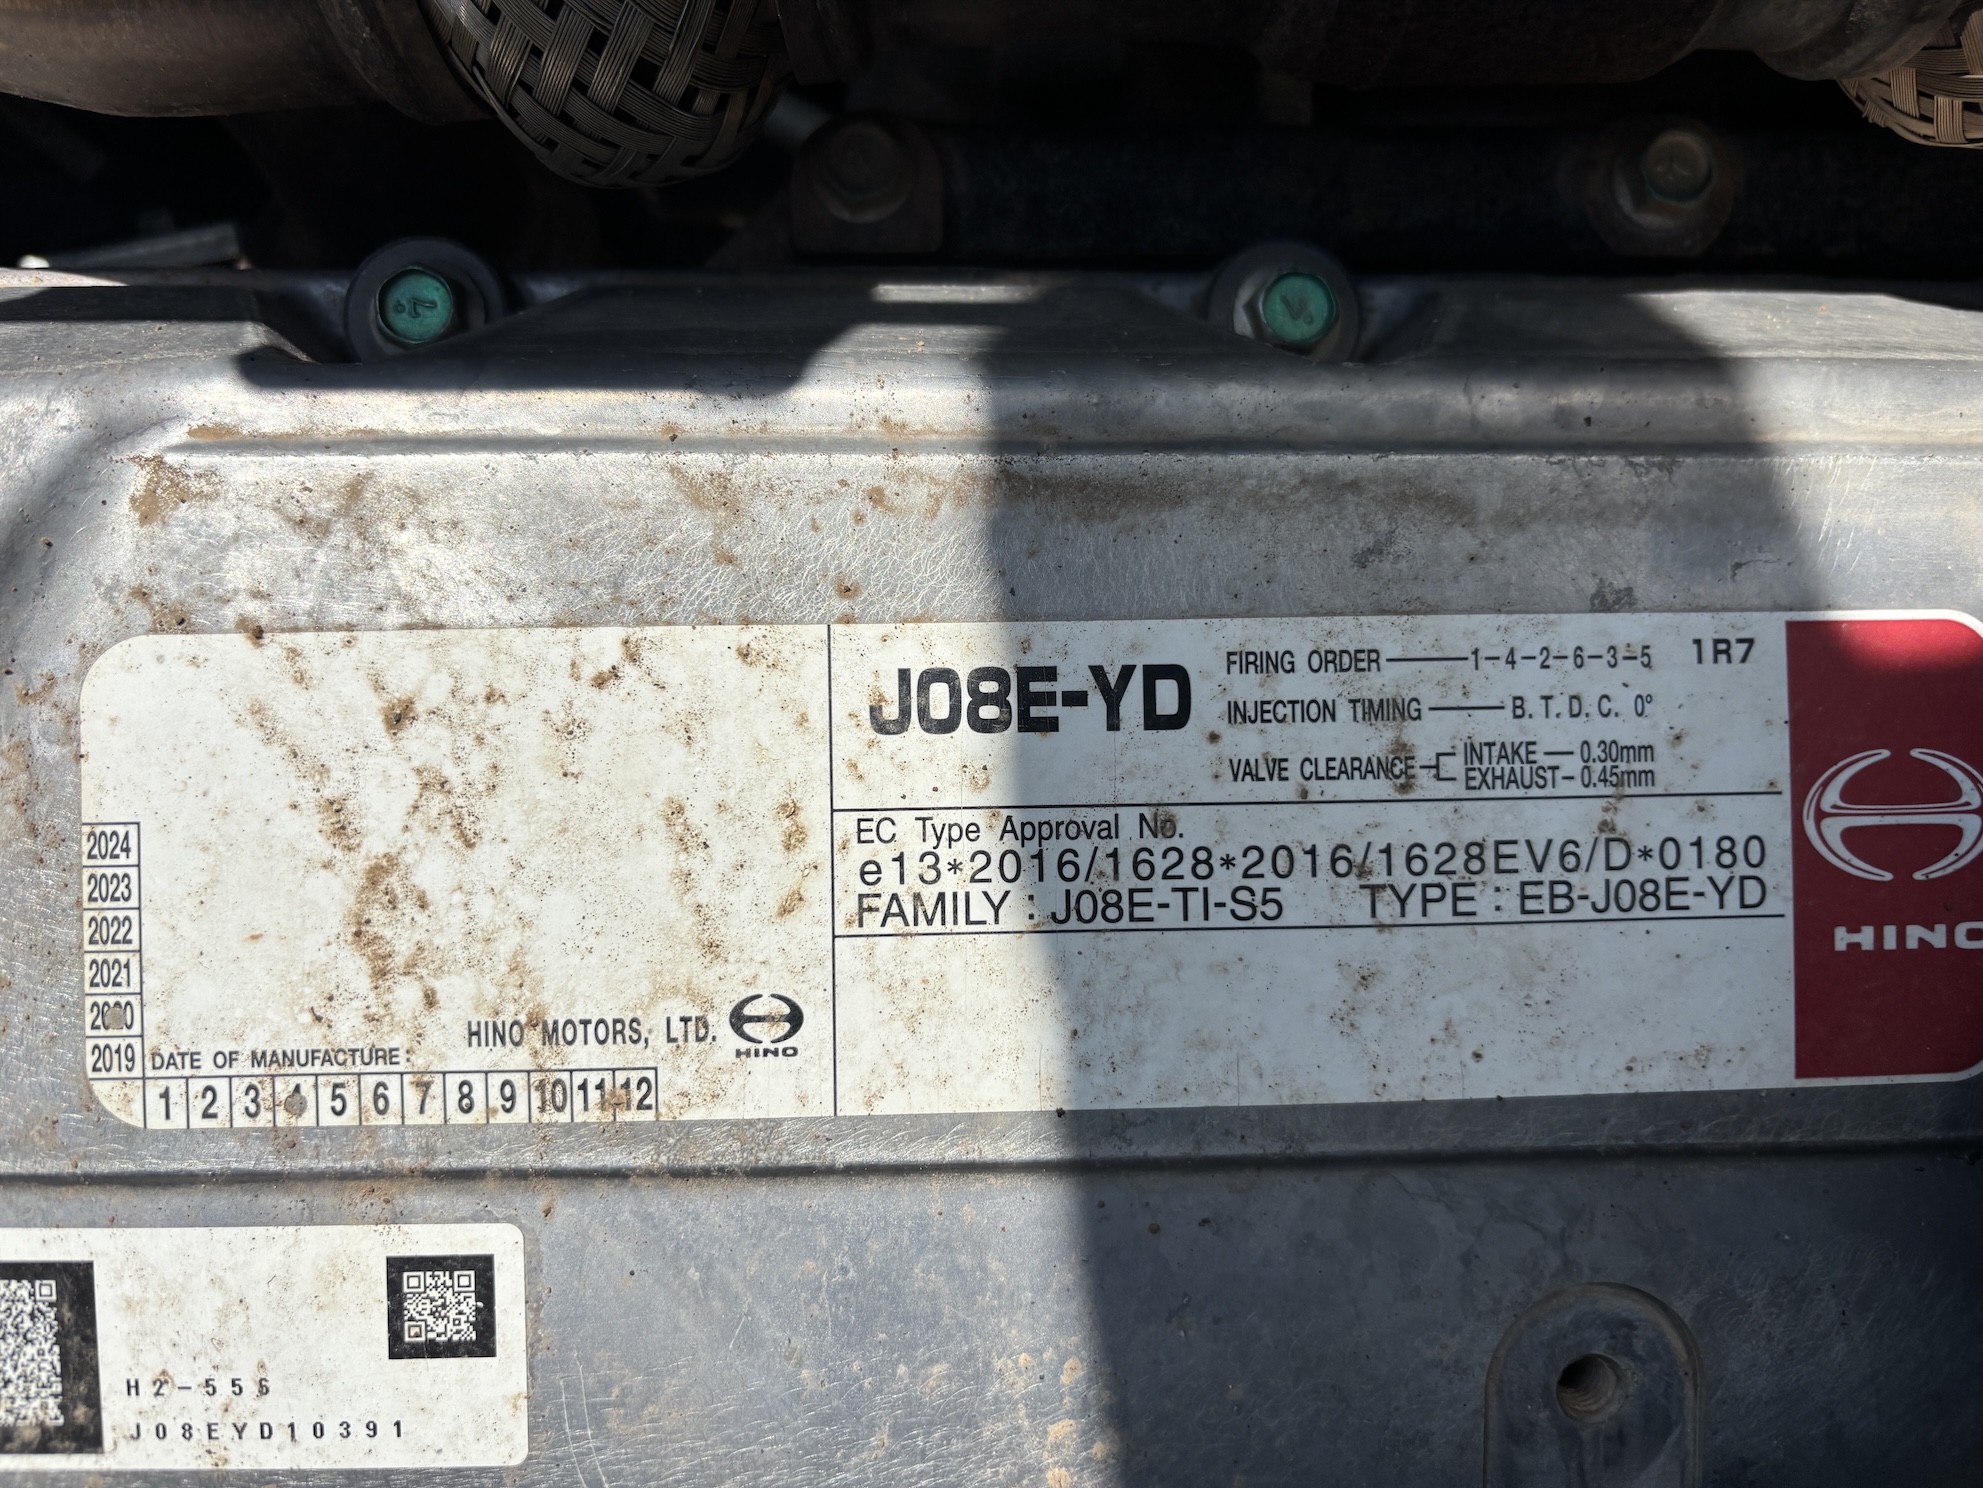 J08E-YD
FIRING ORDER 1-4-2-6-3-5 1R7
INJECTION TIMING B.T.D.C. 0°
VALVE CLEARANCE INTAKE 0.30mm
EXHAUST 0.45mm
EC Type Approval No.
e13*2016/1628*2016/1628EV6/D*0180
FAMILY : J08E-TI-S5 TYPE : EB-J08E-YD
HINO
2024
2023
2022
2021
2020
2019
DATE OF MANUFACTURE:
HINO MOTORS, LTD.
HINO
1 2 3 4 5 6 7 8 9 10 11 12
H2-556
J08EYD10391